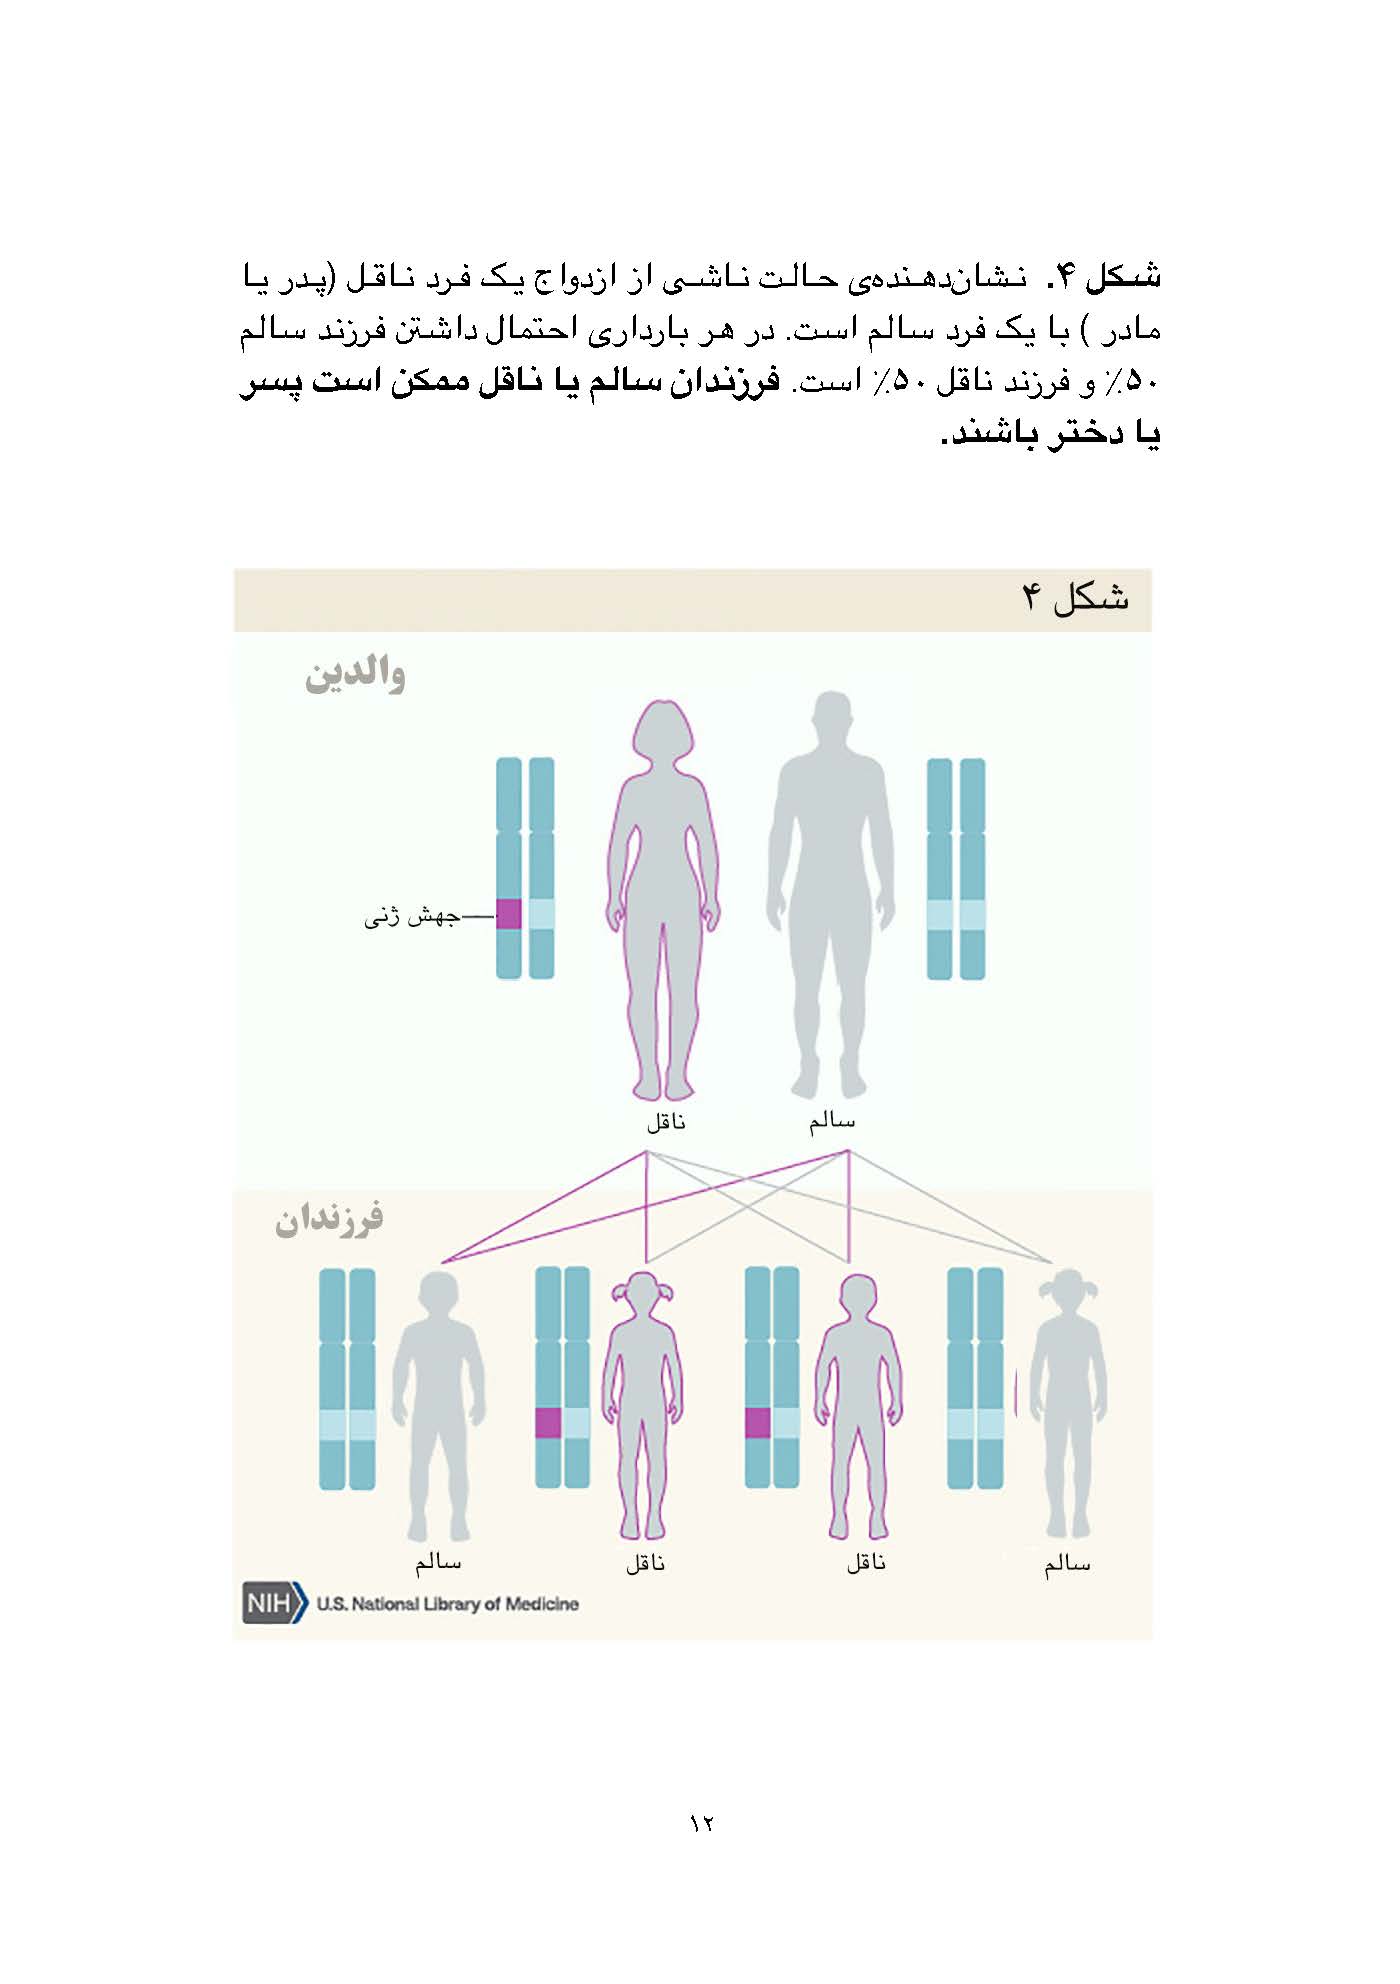 شکل ۴. نشان‌دهنده‌ی حالت ناشی از ازدواج یک فرد ناقل (پدر یا
مادر ) با یک فرد سالم است. در هر بارداری احتمال داشتن فرزند سالم
۵۰٪ و فرزند ناقل ۵۰٪ است. فرزندان سالم یا ناقل ممکن است پسر
یا دختر باشند.
شکل ۴
والدین
جهش ژنی
سالم
ناقل
فرزندان
سالم
ناقل
ناقل
سالم
NIH U.S. National Library of Medicine
۱۲